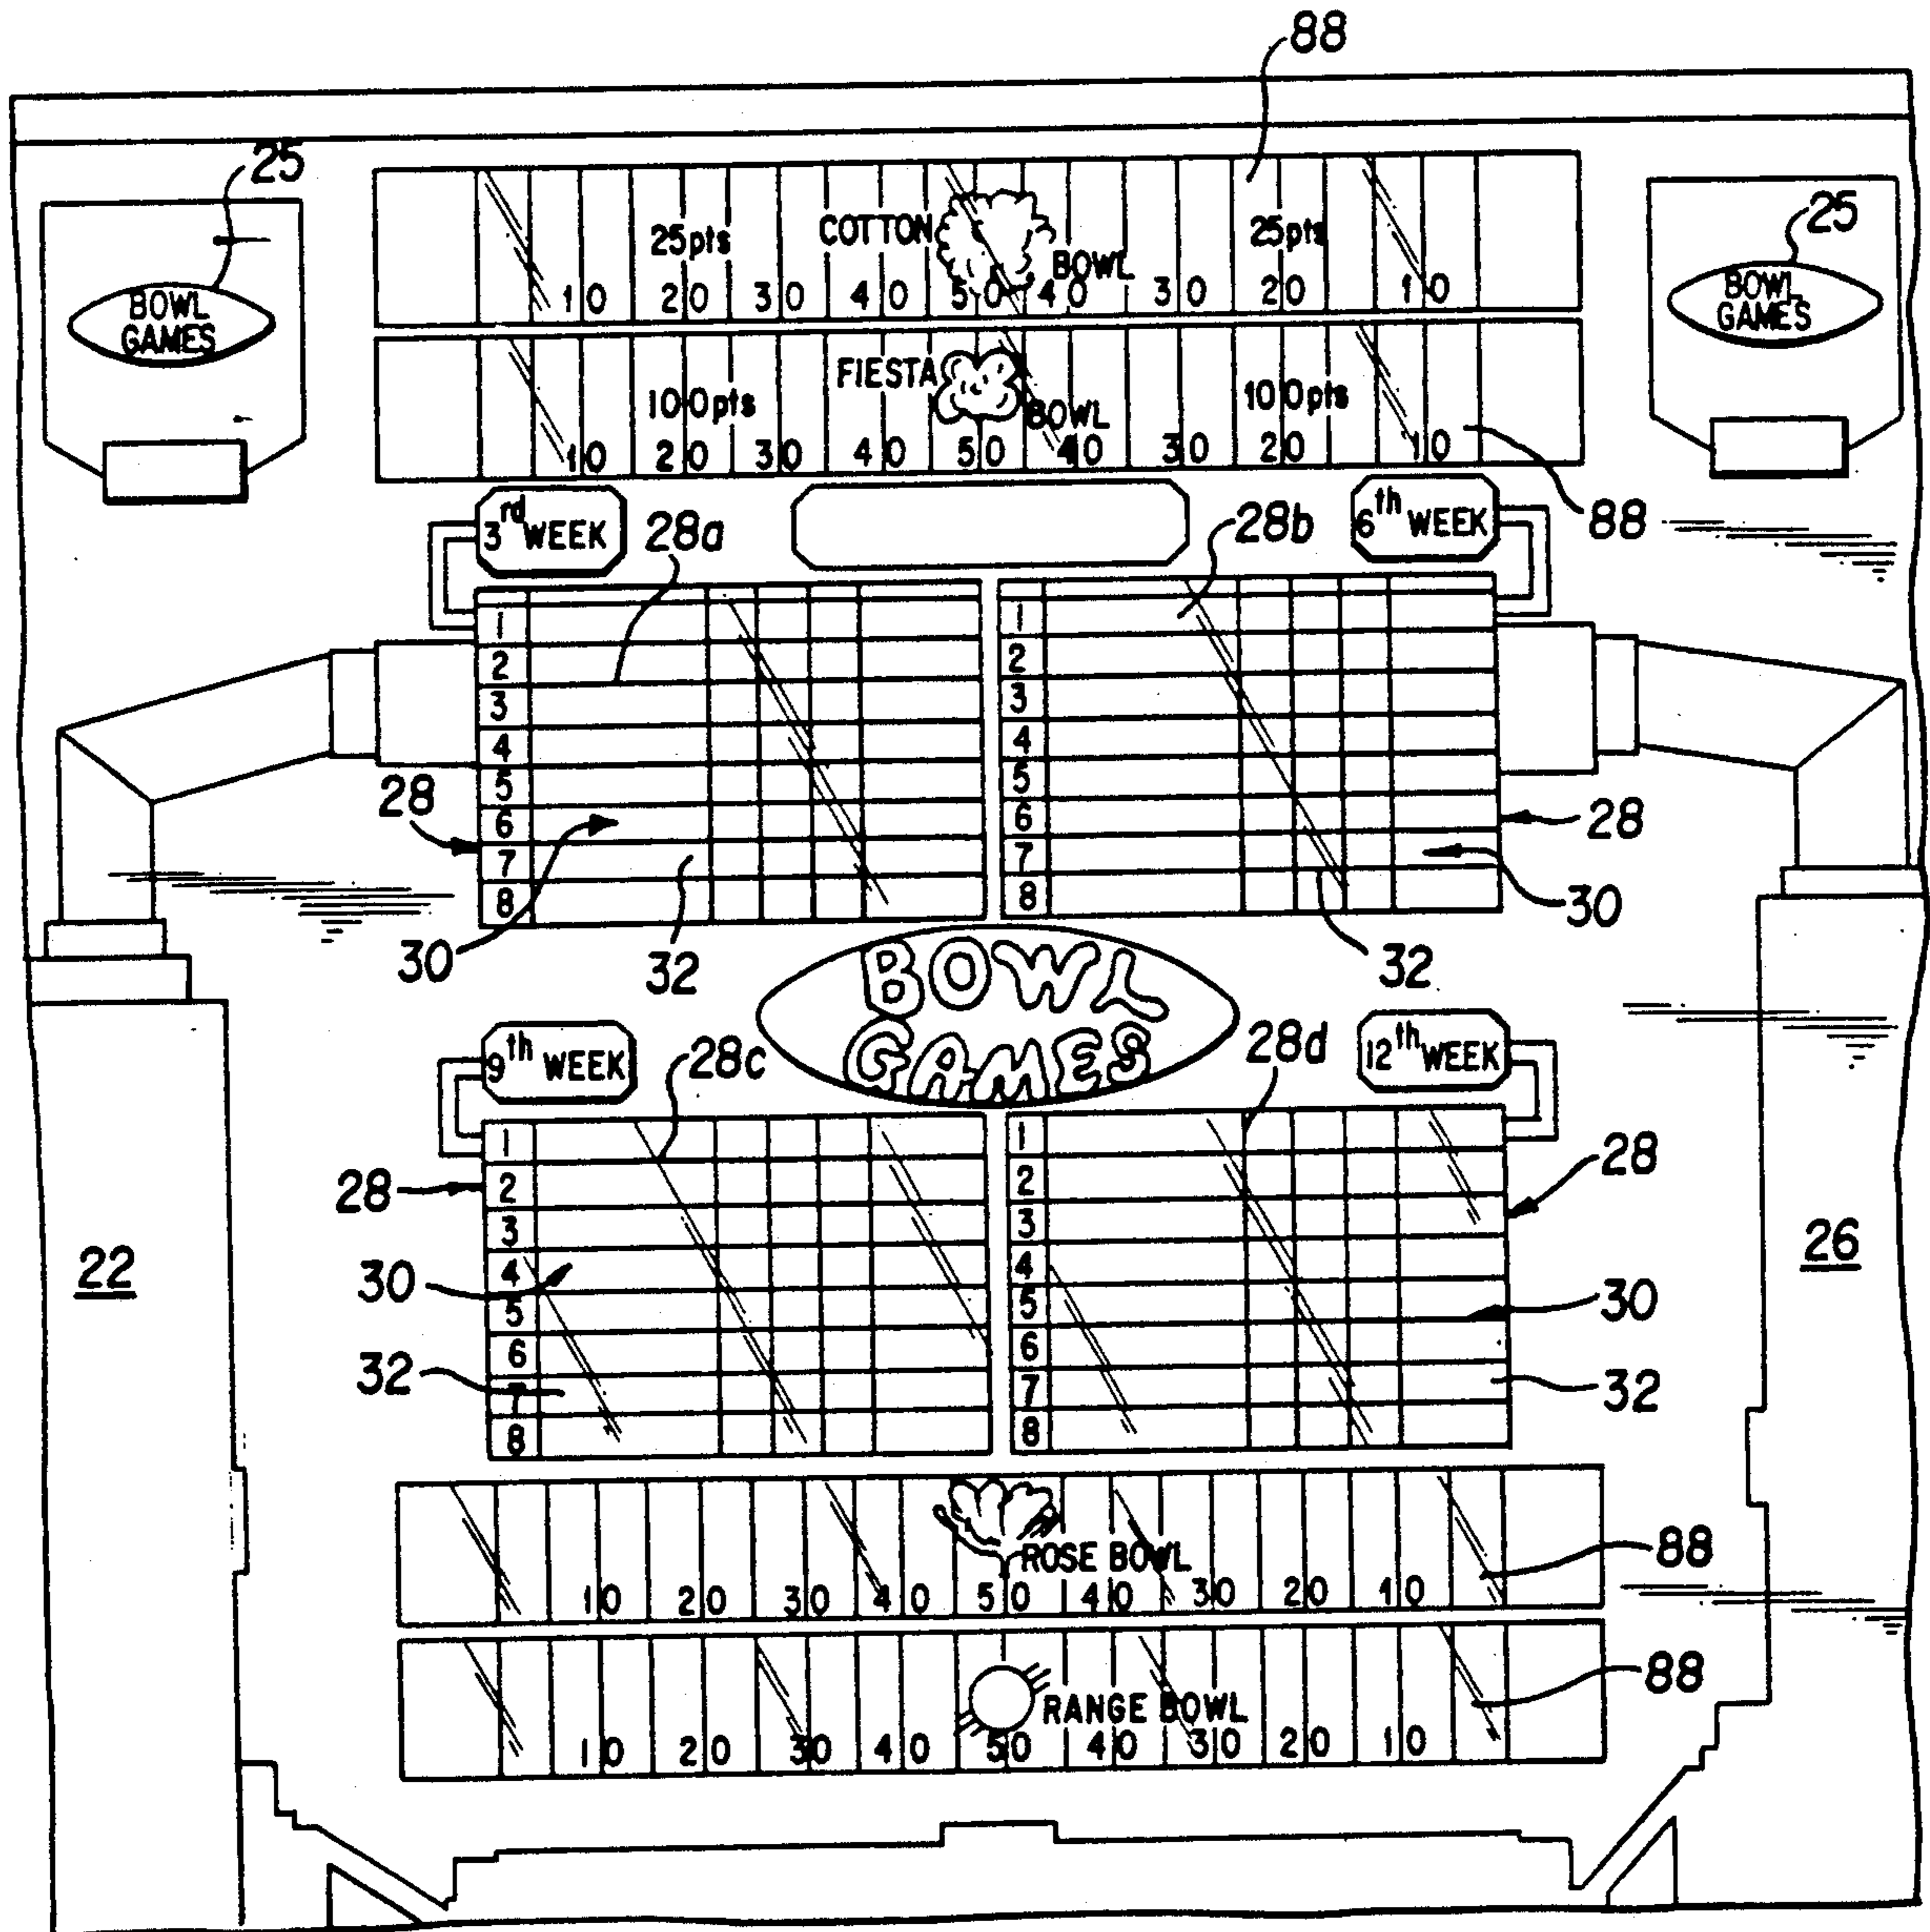 88
25
25
25pts
COTTON
BOWL
25pts
10 20 30 40 50 40 30 20 10
BOWL
GAMES
BOWL
GAMES
FIESTA
BOWL
100pts
100pts
10 20 30 40 50 40 30 20 10
88
3rd WEEK
28a
28b
6th WEEK
1 1
2 2
3 3
4 4
5 5
6 6
7 7
8 8
28
28
30
32
32
30
BOWL
GAMES
9th WEEK
28c
28d
12th WEEK
1 1
2 2
3 3
4 4
5 5
6 6
7 7
8 8
28
28
22
26
30
30
32
32
ROSE BOWL
10 20 30 40 50 40 30 20 10
88
RANGE BOWL
10 20 30 40 50 40 30 20 10
88